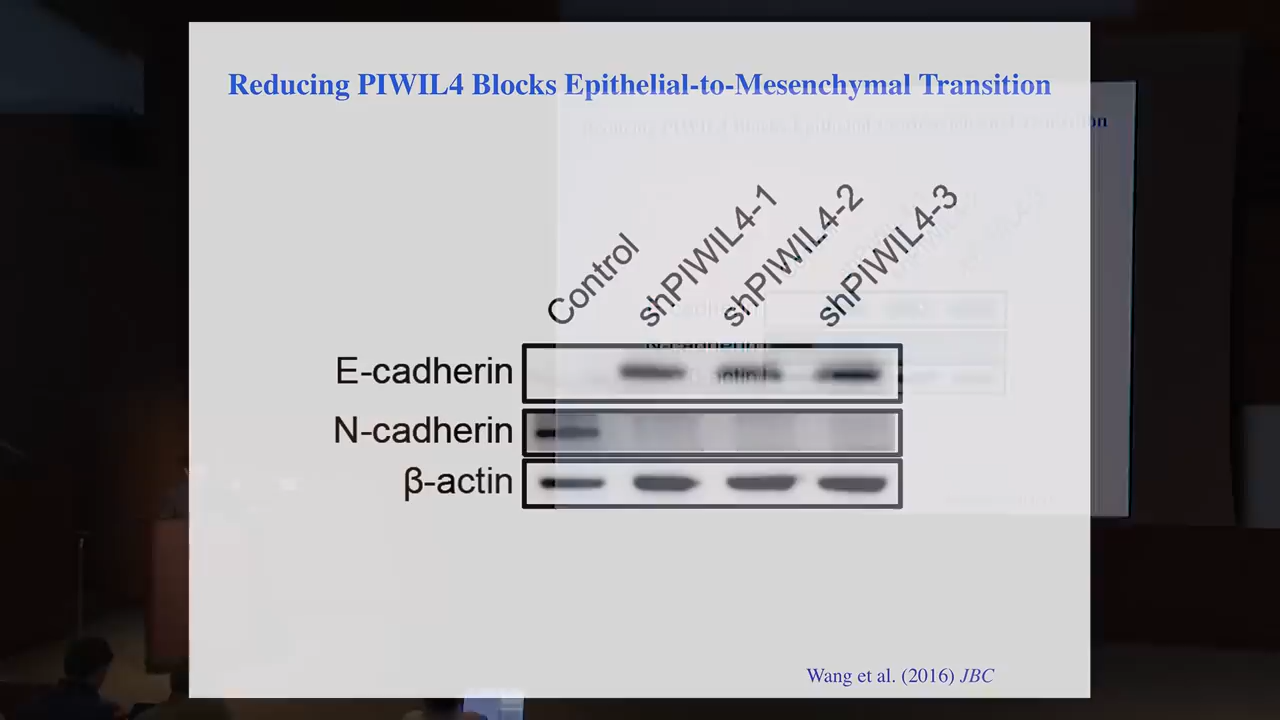 Reducing PIWIL4 Blocks Epithelial-to-Mesenchymal Transition
Control
shPIWIL4-1
shPIWIL4-2
shPIWIL4-3
E-cadherin
N-cadherin
β-actin
Wang et al. (2016) JBC